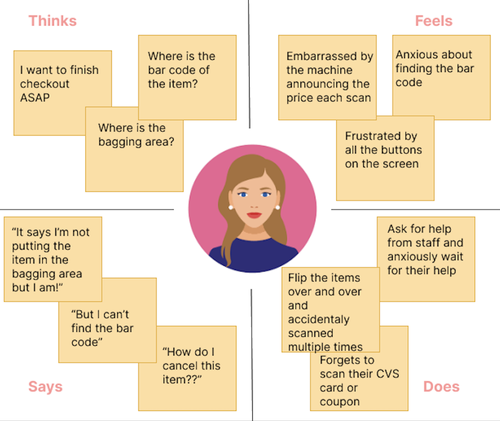 Thinks
I want to finish
checkout
ASAP
Where is the
bar code of
the item?
Where is the
bagging area?
Feels
Embarrassed by
the machine
announcing the
price each scan
Anxious about
finding the bar
code
Frustrated by
all the buttons
on the screen
“It says I’m not
putting the
item in the
bagging area
but I am!”
“But I can’t
find the bar
code”
“How do I
cancel this
item??”
Says
Ask for help
from staff and
anxiously wait
for their help
Flip the items
over and over
and
accidentaly
scanned
multiple times
Forgets to
scan their CVS
card or
coupon
Does